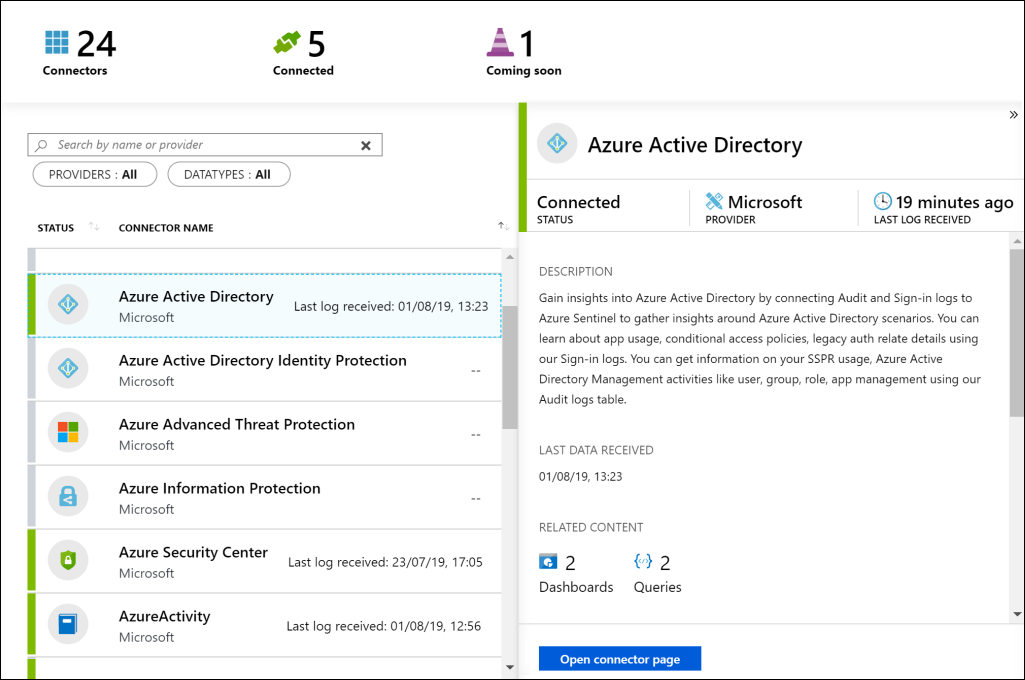 24
Connectors
5
Connected
1
Coming soon
Search by name or provider
PROVIDERS : All
DATATYPES : All
STATUS
CONNECTOR NAME
Azure Active Directory
Microsoft
Last log received: 01/08/19, 13:23
Azure Active Directory Identity Protection
Microsoft
--
Azure Advanced Threat Protection
Microsoft
--
Azure Information Protection
Microsoft
--
Azure Security Center
Microsoft
Last log received: 23/07/19, 17:05
AzureActivity
Microsoft
Last log received: 01/08/19, 12:56
Azure Active Directory
Connected
STATUS
Microsoft
PROVIDER
19 minutes ago
LAST LOG RECEIVED
DESCRIPTION
Gain insights into Azure Active Directory by connecting Audit and Sign-in logs to
Azure Sentinel to gather insights around Azure Active Directory scenarios. You can
learn about app usage, conditional access policies, legacy auth relate details using
our Sign-in logs. You can get information on your SSPR usage, Azure Active
Directory Management activities like user, group, role, app management using our
Audit logs table.
LAST DATA RECEIVED
01/08/19, 13:23
RELATED CONTENT
2
Dashboards
2
Queries
Open connector page